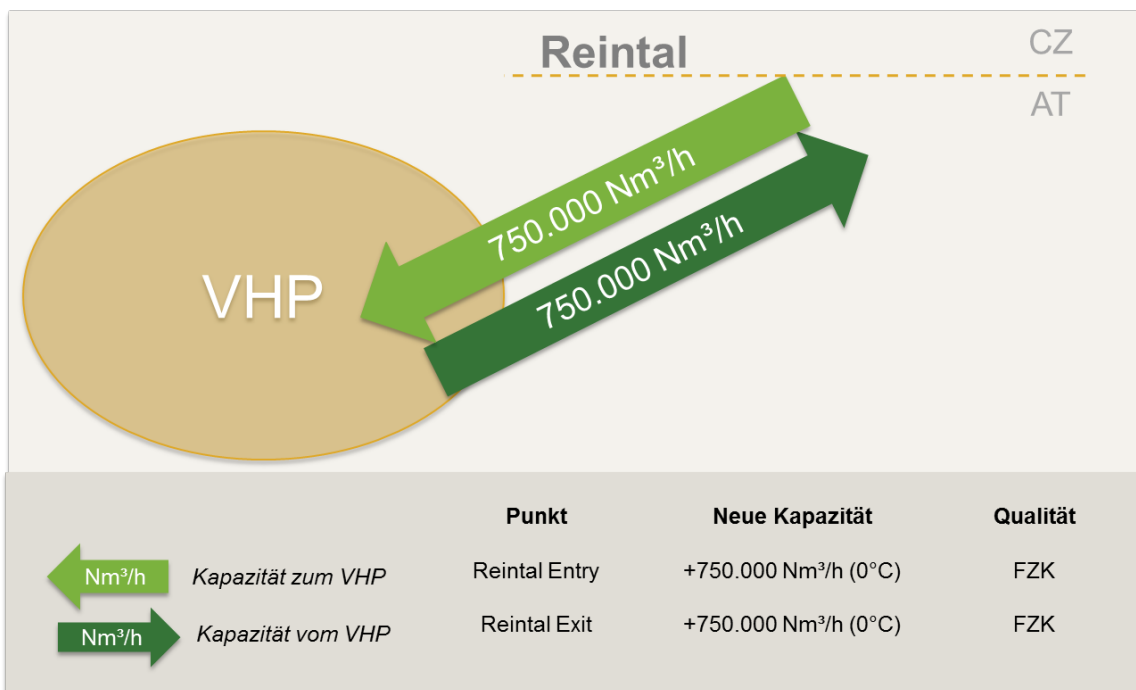 Reintal
CZ
AT
750.000 Nm³/h
750.000 Nm³/h
VHP
Punkt Neue Kapazität Qualität
Nm³/h Kapazität zum VHP Reintal Entry +750.000 Nm³/h (0°C) FZK
Nm³/h Kapazität vom VHP Reintal Exit +750.000 Nm³/h (0°C) FZK